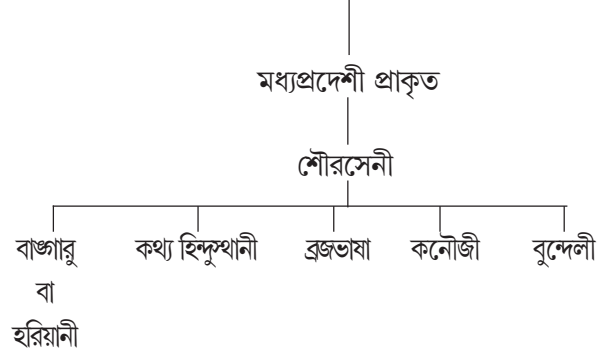 মধ্যপ্রদেশী প্রাকৃত
শৌরসেনী
বাঙ্গারু কথ্য হিন্দুস্থানী ব্রজভাষা কনৌজী বুন্দেলী
বা
হরিয়ানী